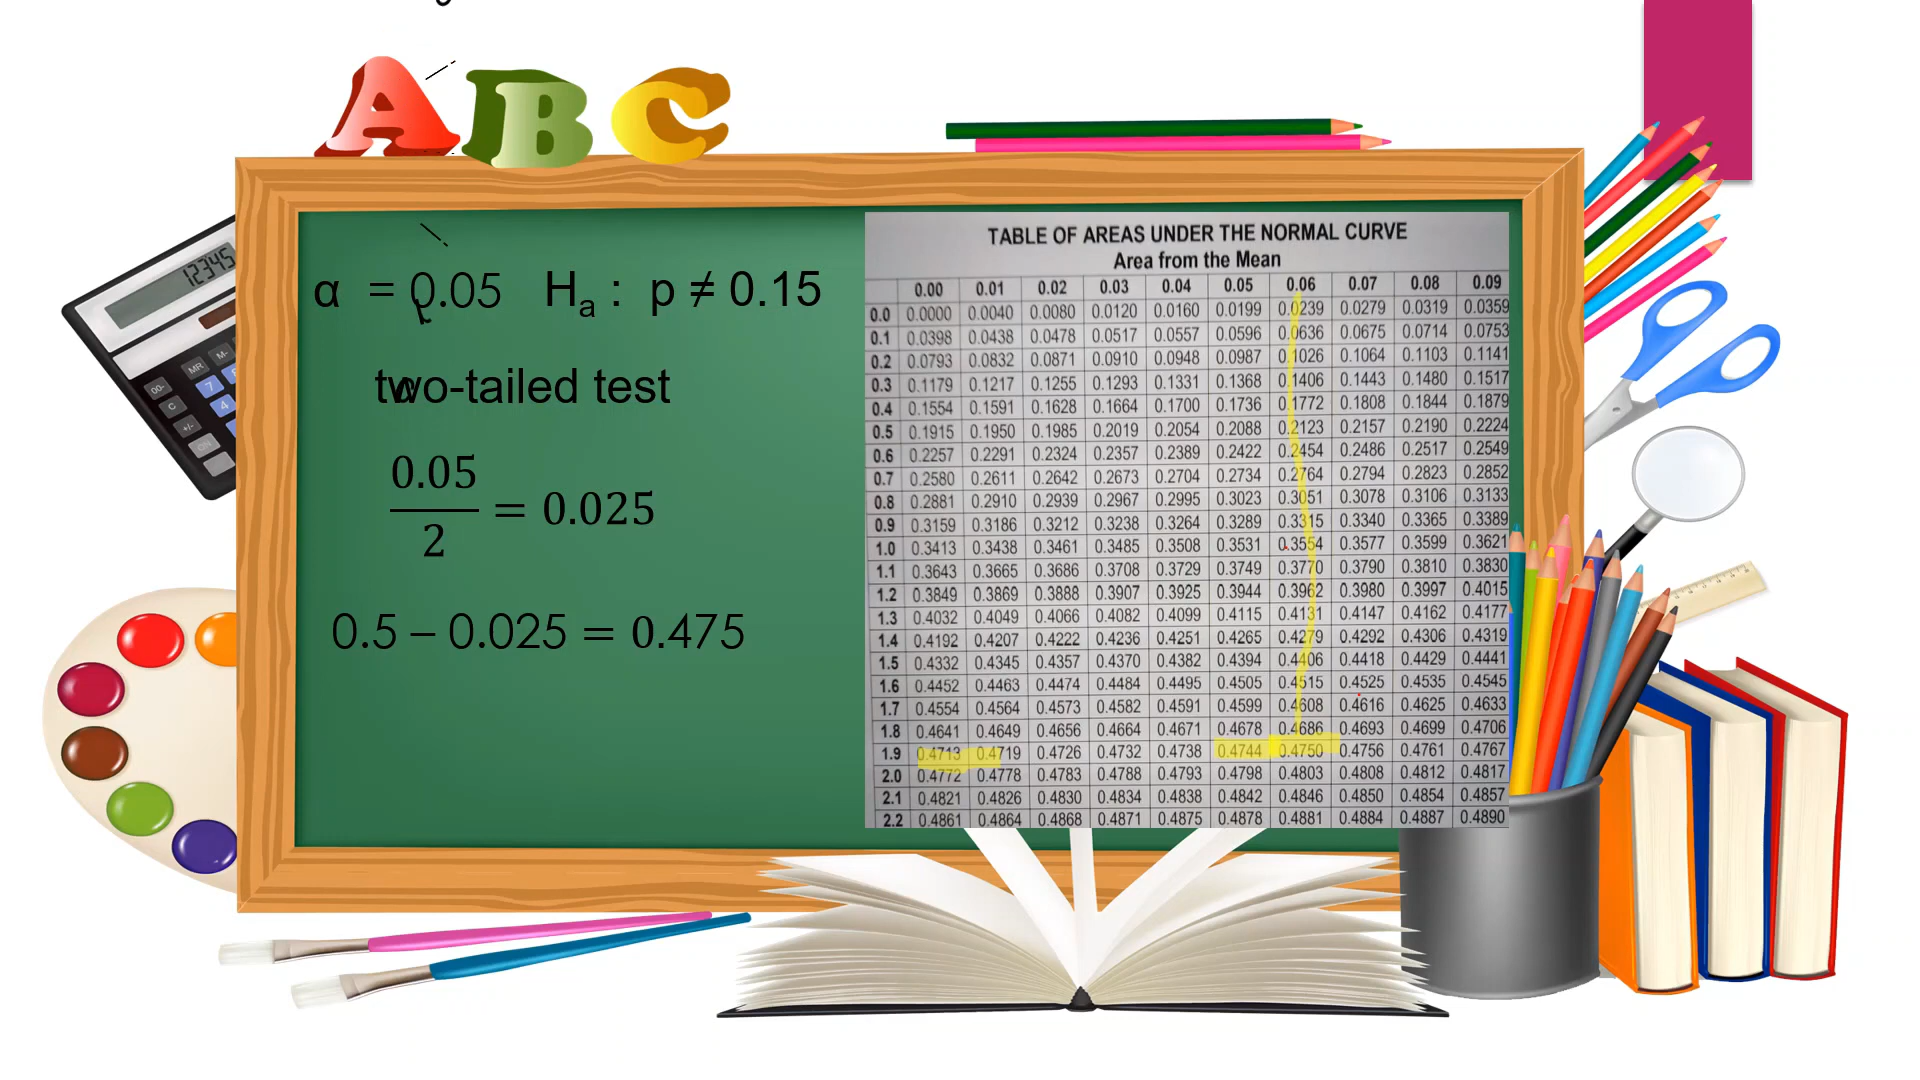 A B C
12345
α = 0.05 Hₐ : p ≠ 0.15
two-tailed test
0.05
2
= 0.025
0.5 – 0.025 = 0.475
TABLE OF AREAS UNDER THE NORMAL CURVE
Area from the Mean
0.00 0.01 0.02 0.03 0.04 0.05 0.06 0.07 0.08 0.09
0.0 0.0000 0.0040 0.0080 0.0120 0.0160 0.0199 0.0239 0.0279 0.0319 0.0359
0.1 0.0398 0.0438 0.0478 0.0517 0.0557 0.0596 0.0636 0.0675 0.0714 0.0753
0.2 0.0793 0.0832 0.0871 0.0910 0.0948 0.0987 0.1026 0.1064 0.1103 0.1141
0.3 0.1179 0.1217 0.1255 0.1293 0.1331 0.1368 0.1406 0.1443 0.1480 0.1517
0.4 0.1554 0.1591 0.1628 0.1664 0.1700 0.1736 0.1772 0.1808 0.1844 0.1879
0.5 0.1915 0.1950 0.1985 0.2019 0.2054 0.2088 0.2123 0.2157 0.2190 0.2224
0.6 0.2257 0.2291 0.2324 0.2357 0.2389 0.2422 0.2454 0.2486 0.2517 0.2549
0.7 0.2580 0.2611 0.2642 0.2673 0.2704 0.2734 0.2764 0.2794 0.2823 0.2852
0.8 0.2881 0.2910 0.2939 0.2967 0.2995 0.3023 0.3051 0.3078 0.3106 0.3133
0.9 0.3159 0.3186 0.3212 0.3238 0.3264 0.3289 0.3315 0.3340 0.3365 0.3389
1.0 0.3413 0.3438 0.3461 0.3485 0.3508 0.3531 0.3554 0.3577 0.3599 0.3621
1.1 0.3643 0.3665 0.3686 0.3708 0.3729 0.3749 0.3770 0.3790 0.3810 0.3830
1.2 0.3849 0.3869 0.3888 0.3907 0.3925 0.3944 0.3962 0.3980 0.3997 0.4015
1.3 0.4032 0.4049 0.4066 0.4082 0.4099 0.4115 0.4131 0.4147 0.4162 0.4177
1.4 0.4192 0.4207 0.4222 0.4236 0.4251 0.4265 0.4279 0.4292 0.4306 0.4319
1.5 0.4332 0.4345 0.4357 0.4370 0.4382 0.4394 0.4406 0.4418 0.4429 0.4441
1.6 0.4452 0.4463 0.4474 0.4484 0.4495 0.4505 0.4515 0.4525 0.4535 0.4545
1.7 0.4554 0.4564 0.4573 0.4582 0.4591 0.4599 0.4608 0.4616 0.4625 0.4633
1.8 0.4641 0.4649 0.4656 0.4664 0.4671 0.4678 0.4686 0.4693 0.4699 0.4706
1.9 0.4713 0.4719 0.4726 0.4732 0.4738 0.4744 0.4750 0.4756 0.4761 0.4767
2.0 0.4772 0.4778 0.4783 0.4788 0.4793 0.4798 0.4803 0.4808 0.4812 0.4817
2.1 0.4821 0.4826 0.4830 0.4834 0.4838 0.4842 0.4846 0.4850 0.4854 0.4857
2.2 0.4861 0.4864 0.4868 0.4871 0.4875 0.4878 0.4881 0.4884 0.4887 0.4890